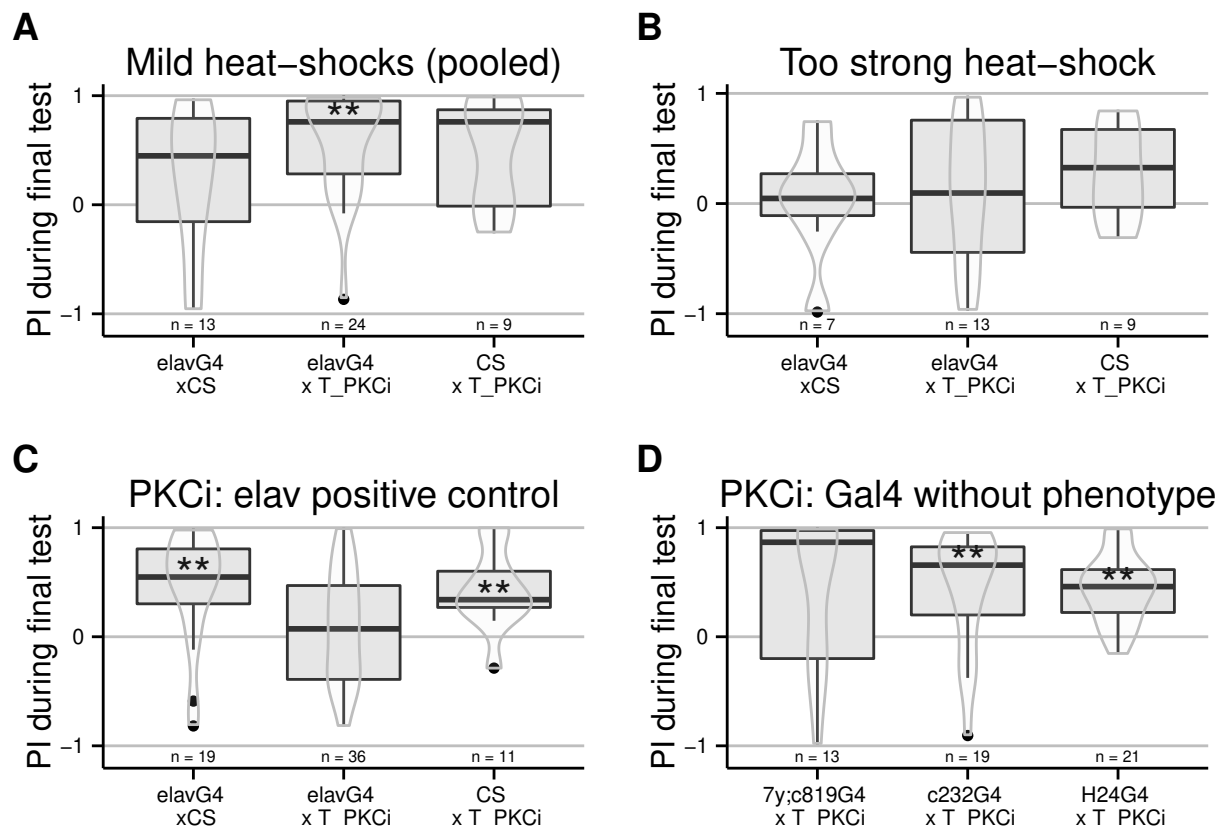 A
Mild heat−shocks (pooled)
PI during final test
1
0
−1
**
n = 13
n = 24
n = 9
elavG4
xCS
elavG4
x T_PKCi
CS
x T_PKCi
B
Too strong heat−shock
PI during final test
1
0
−1
n = 7
n = 13
n = 9
elavG4
xCS
elavG4
x T_PKCi
CS
x T_PKCi
C
PKCi: elav positive control
PI during final test
1
0
−1
**
**
n = 19
n = 36
n = 11
elavG4
xCS
elavG4
x T_PKCi
CS
x T_PKCi
D
PKCi: Gal4 without phenotype
PI during final test
1
0
−1
**
**
n = 13
n = 19
n = 21
7y;c819G4
x T_PKCi
c232G4
x T_PKCi
H24G4
x T_PKCi